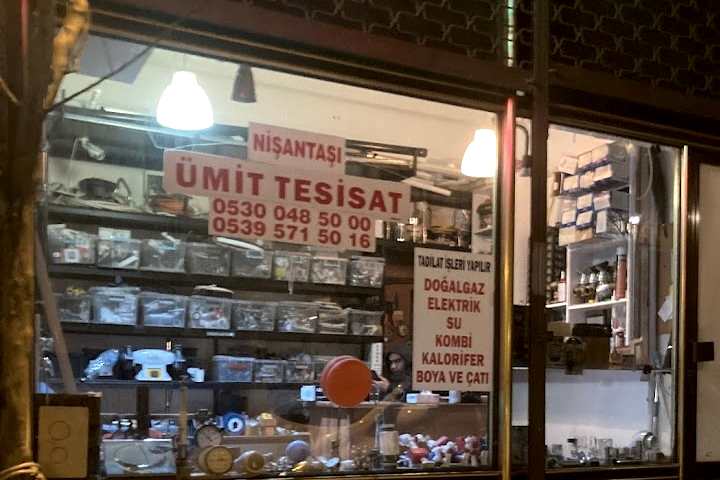 NİŞANTAŞI
ÜMİT TESİSAT
0530 048 50 00
0539 571 50 16
TADİLAT İŞLERİ YAPILIR
DOĞALGAZ
ELEKTRİK
SU
KOMBİ
KALORİFER
BOYA VE ÇATI